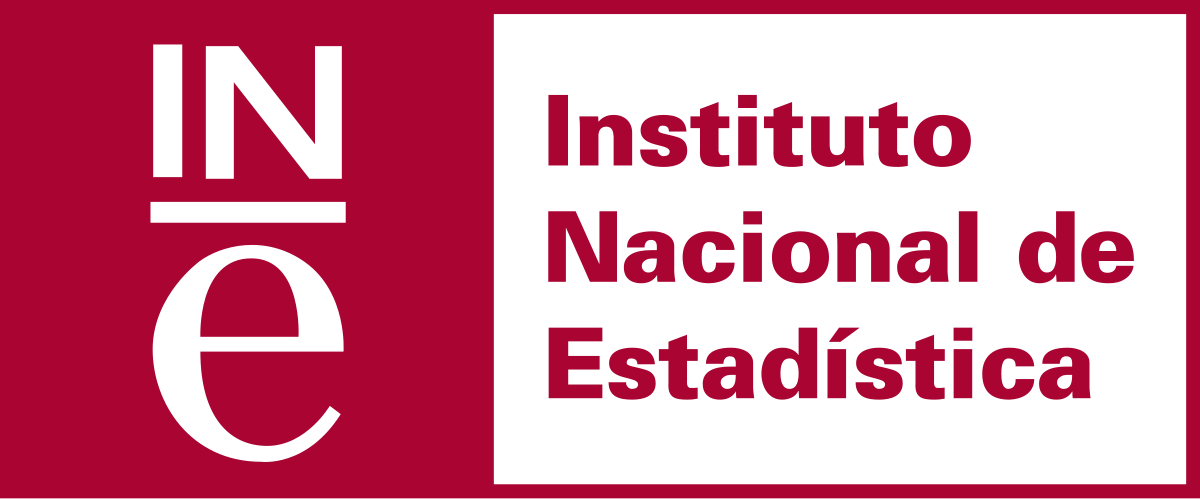 IN
e
Instituto
Nacional de
Estadística